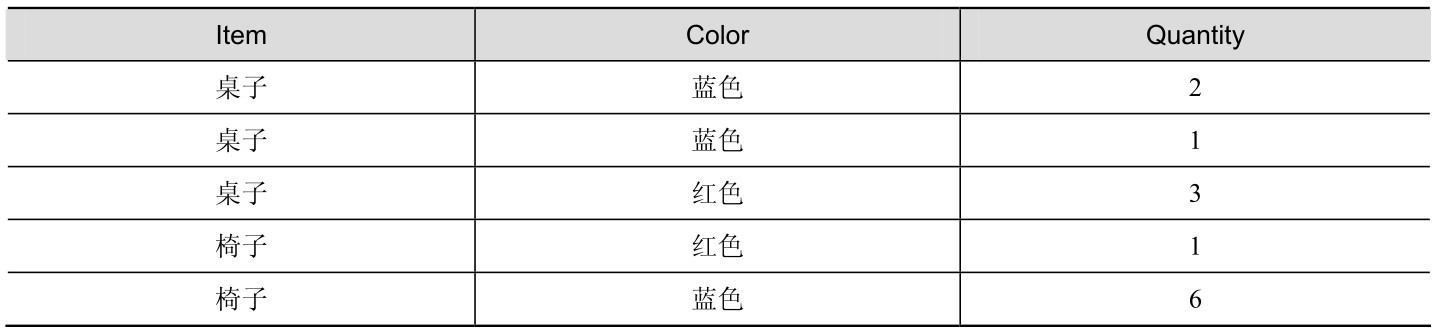 Item Color Quantity
桌子 蓝色 2
桌子 蓝色 1
桌子 红色 3
椅子 红色 1
椅子 蓝色 6